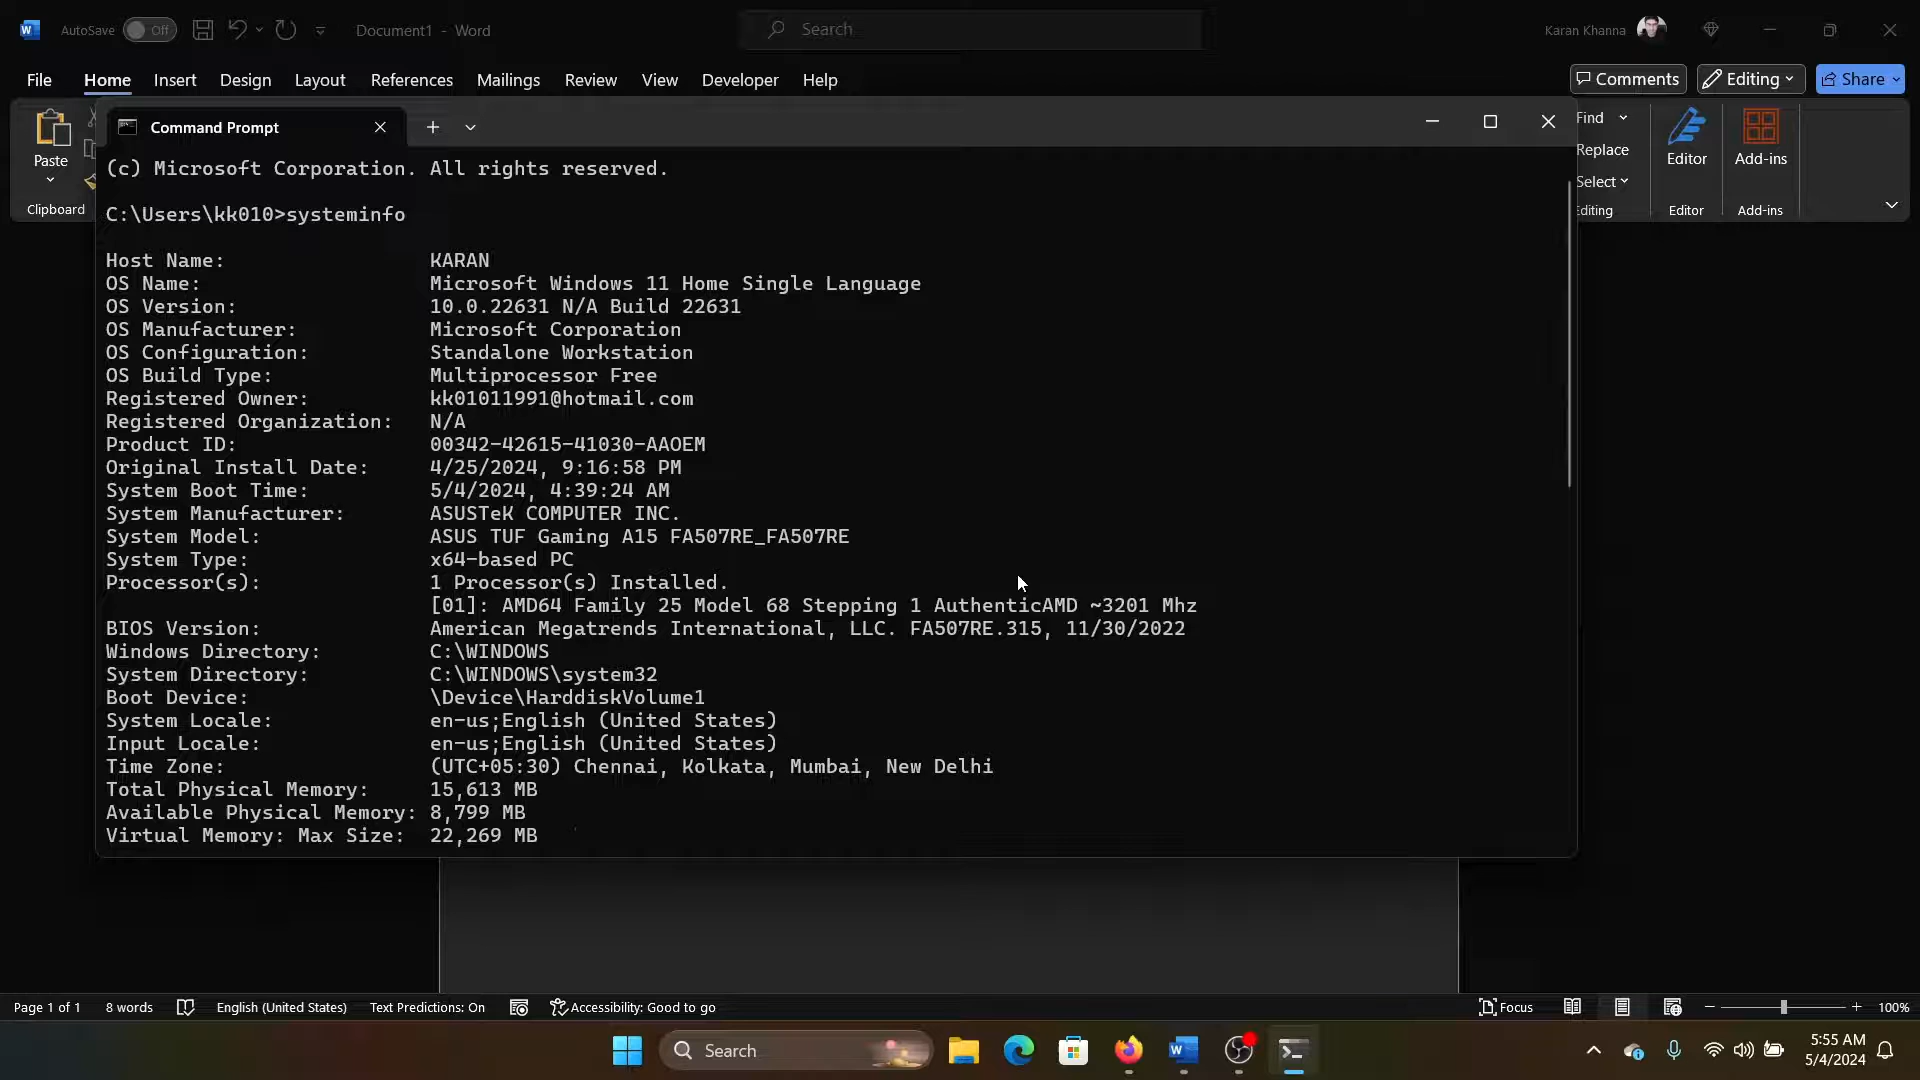 W AutoSave Off Document1 - Word Search Karan Khanna
File Home Insert Design Layout References Mailings Review View Developer Help Comments Editing Share
Command Prompt
Paste
Clipboard
Find
Replace
Select
Editing
Editor
Editor
Add-ins
Add-ins
(c) Microsoft Corporation. All rights reserved.
C:\Users\kk010>systeminfo
Host Name: KARAN
OS Name: Microsoft Windows 11 Home Single Language
OS Version: 10.0.22631 N/A Build 22631
OS Manufacturer: Microsoft Corporation
OS Configuration: Standalone Workstation
OS Build Type: Multiprocessor Free
Registered Owner: kk01011991@hotmail.com
Registered Organization: N/A
Product ID: 00342-42615-41030-AAOEM
Original Install Date: 4/25/2024, 9:16:58 PM
System Boot Time: 5/4/2024, 4:39:24 AM
System Manufacturer: ASUSTeK COMPUTER INC.
System Model: ASUS TUF Gaming A15 FA507RE_FA507RE
System Type: x64-based PC
Processor(s): 1 Processor(s) Installed.
[01]: AMD64 Family 25 Model 68 Stepping 1 AuthenticAMD ~3201 Mhz
BIOS Version: American Megatrends International, LLC. FA507RE.315, 11/30/2022
Windows Directory: C:\WINDOWS
System Directory: C:\WINDOWS\system32
Boot Device: \Device\HarddiskVolume1
System Locale: en-us;English (United States)
Input Locale: en-us;English (United States)
Time Zone: (UTC+05:30) Chennai, Kolkata, Mumbai, New Delhi
Total Physical Memory: 15,613 MB
Available Physical Memory: 8,799 MB
Virtual Memory: Max Size: 22,269 MB
Page 1 of 1 8 words English (United States) Text Predictions: On Accessibility: Good to go Focus 100%
Search W 5:55 AM
5/4/2024